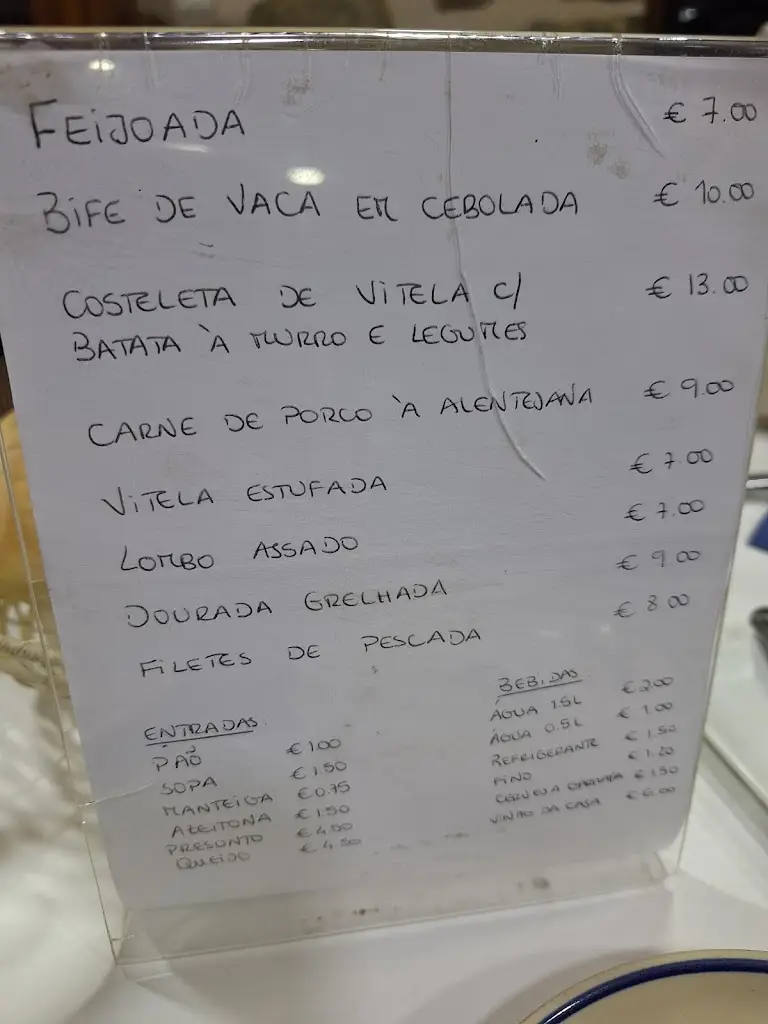 FEIJOADA € 7.00
BIFE DE VACA EM CEBOLADA € 10.00
COSTELETA DE VITELA C/ € 13.00
BATATA À MURRO E LEGUMES
CARNE DE PORCO À ALENTEJANA € 9.00
VITELA ESTUFADA € 7.00
LOMBO ASSADO € 7.00
DOURADA GRELHADA € 9.00
FILETES DE PESCADA € 8.00
ENTRADAS
PÃO € 1.00
SOPA € 1.50
MANTEIGA € 0.75
AZEITONA € 1.50
PRESUNTO € 4.00
QUEIJO € 4.50
BEBIDAS
ÁGUA 1.5L € 2.00
ÁGUA 0.5L € 1.00
REFRIGERANTE € 1.50
FINO € 1.20
CERVEJA GARRAFA € 1.50
VINHO DA CASA € 6.00